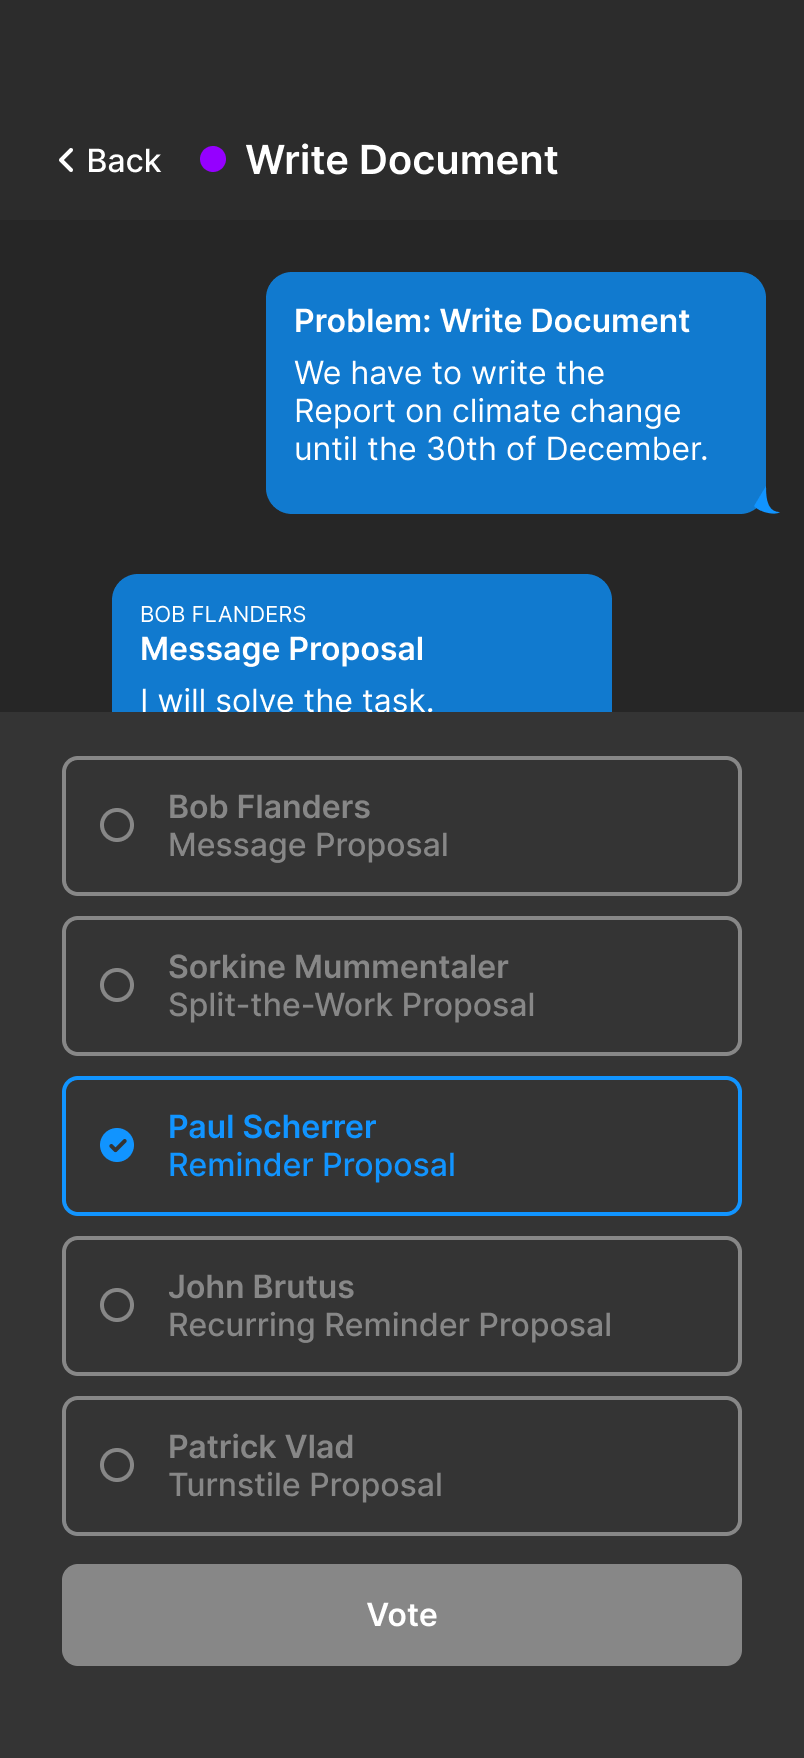 Back
Write Document
Problem: Write Document
We have to write the
Report on climate change
until the 30th of December.
BOB FLANDERS
Message Proposal
I will solve the task.
Bob Flanders
Message Proposal
Sorkine Mummentaler
Split-the-Work Proposal
Paul Scherrer
Reminder Proposal
John Brutus
Recurring Reminder Proposal
Patrick Vlad
Turnstile Proposal
Vote